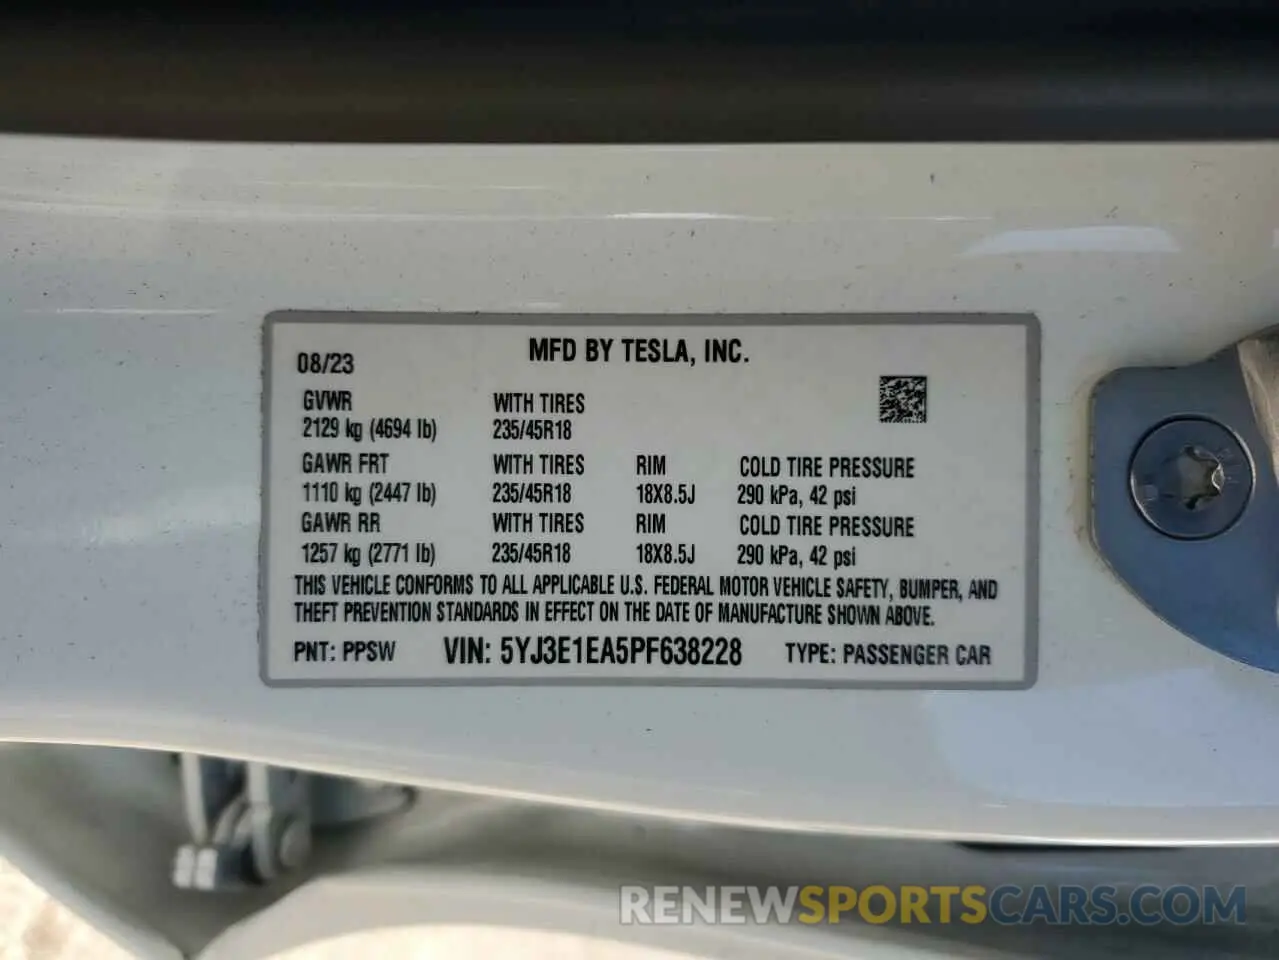 MFD BY TESLA, INC.
08/23
GVWR WITH TIRES
2129 kg (4694 lb) 235/45R18
GAWR FRT WITH TIRES RIM COLD TIRE PRESSURE
1110 kg (2447 lb) 235/45R18 18X8.5J 290 kPa, 42 psi
GAWR RR WITH TIRES RIM COLD TIRE PRESSURE
1257 kg (2771 lb) 235/45R18 18X8.5J 290 kPa, 42 psi
THIS VEHICLE CONFORMS TO ALL APPLICABLE U.S. FEDERAL MOTOR VEHICLE SAFETY, BUMPER, AND
THEFT PREVENTION STANDARDS IN EFFECT ON THE DATE OF MANUFACTURE SHOWN ABOVE.
PNT: PPSW VIN: 5YJ3E1EA5PF638228 TYPE: PASSENGER CAR
RENEWSPORTSCARS.COM